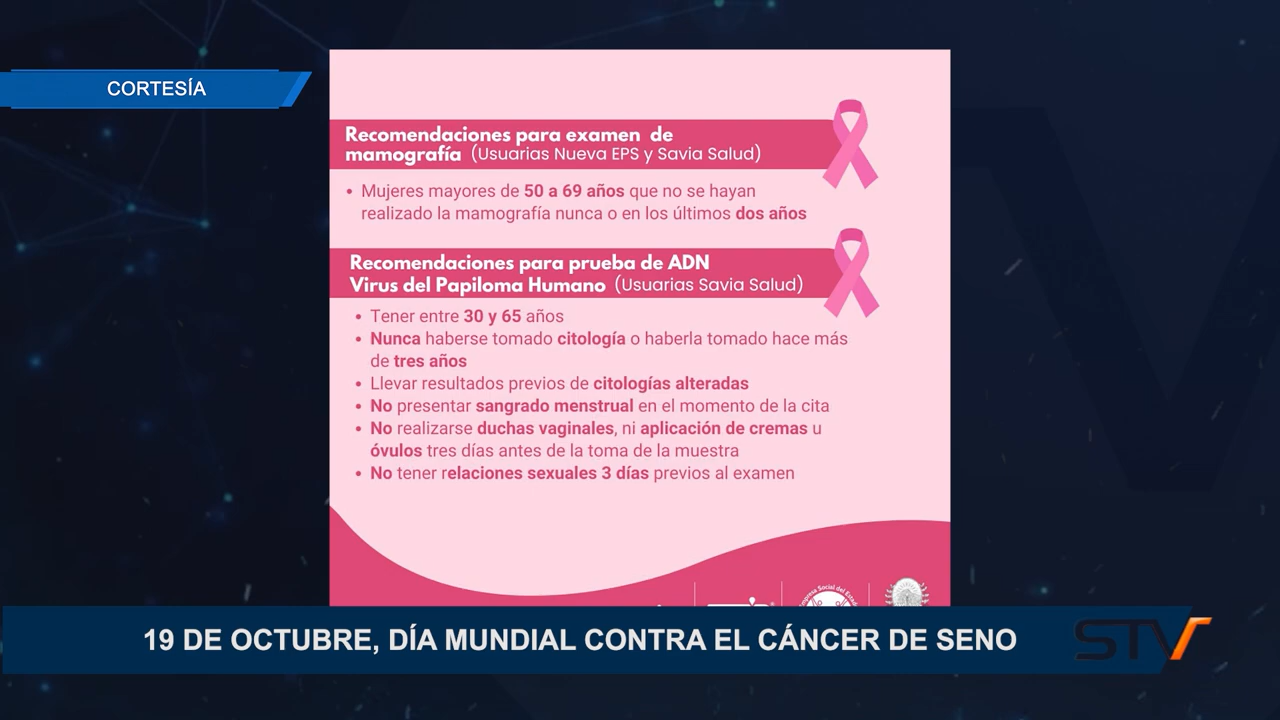 CORTESÍA
Recomendaciones para examen de
mamografía (Usuarias Nueva EPS y Savia Salud)
• Mujeres mayores de 50 a 69 años que no se hayan
realizado la mamografía nunca o en los últimos dos años
Recomendaciones para prueba de ADN
Virus del Papiloma Humano (Usuarias Savia Salud)
• Tener entre 30 y 65 años
• Nunca haberse tomado citología o haberla tomado hace más
de tres años
• Llevar resultados previos de citologías alteradas
• No presentar sangrado menstrual en el momento de la cita
• No realizarse duchas vaginales, ni aplicación de cremas u
óvulos tres días antes de la toma de la muestra
• No tener relaciones sexuales 3 días previos al examen
Empresa Social del Estado
19 DE OCTUBRE, DÍA MUNDIAL CONTRA EL CÁNCER DE SENO
STV